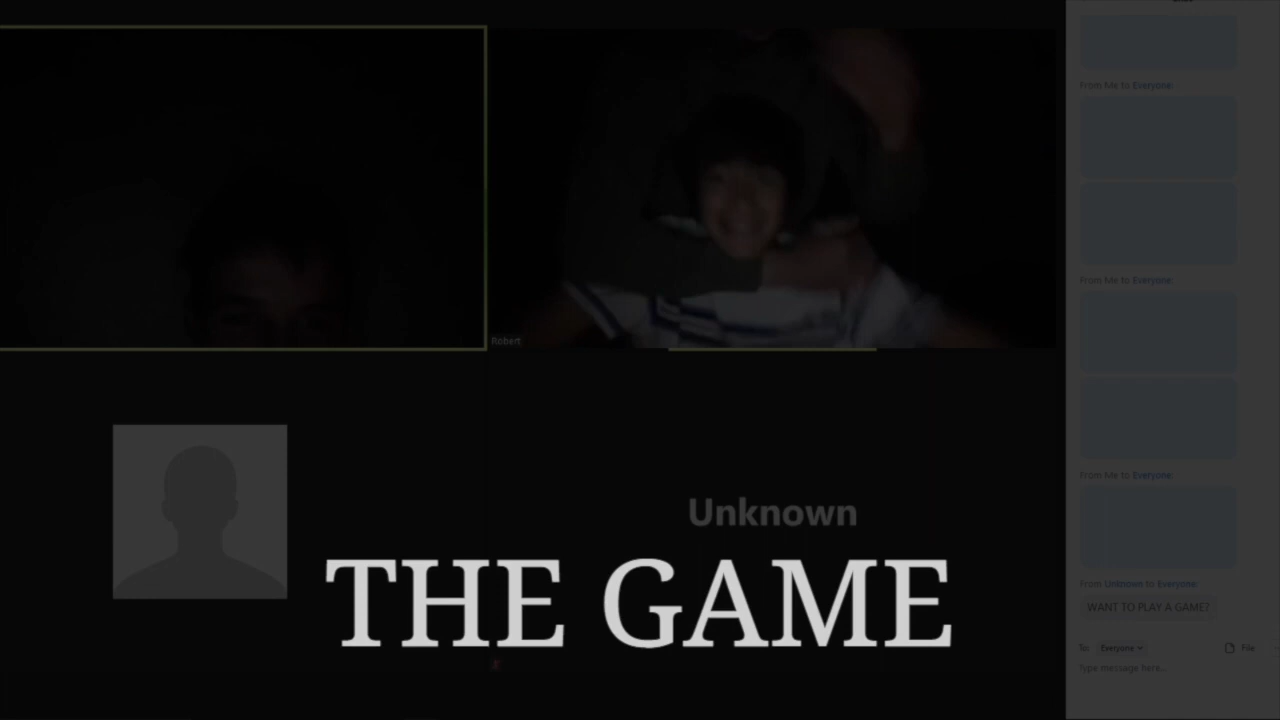 From Me to Everyone:
From Me to Everyone:
Robert
From Me to Everyone:
Unknown
From Unknown to Everyone:
WANT TO PLAY A GAME?
THE GAME
To: Everyone File
Type message here...